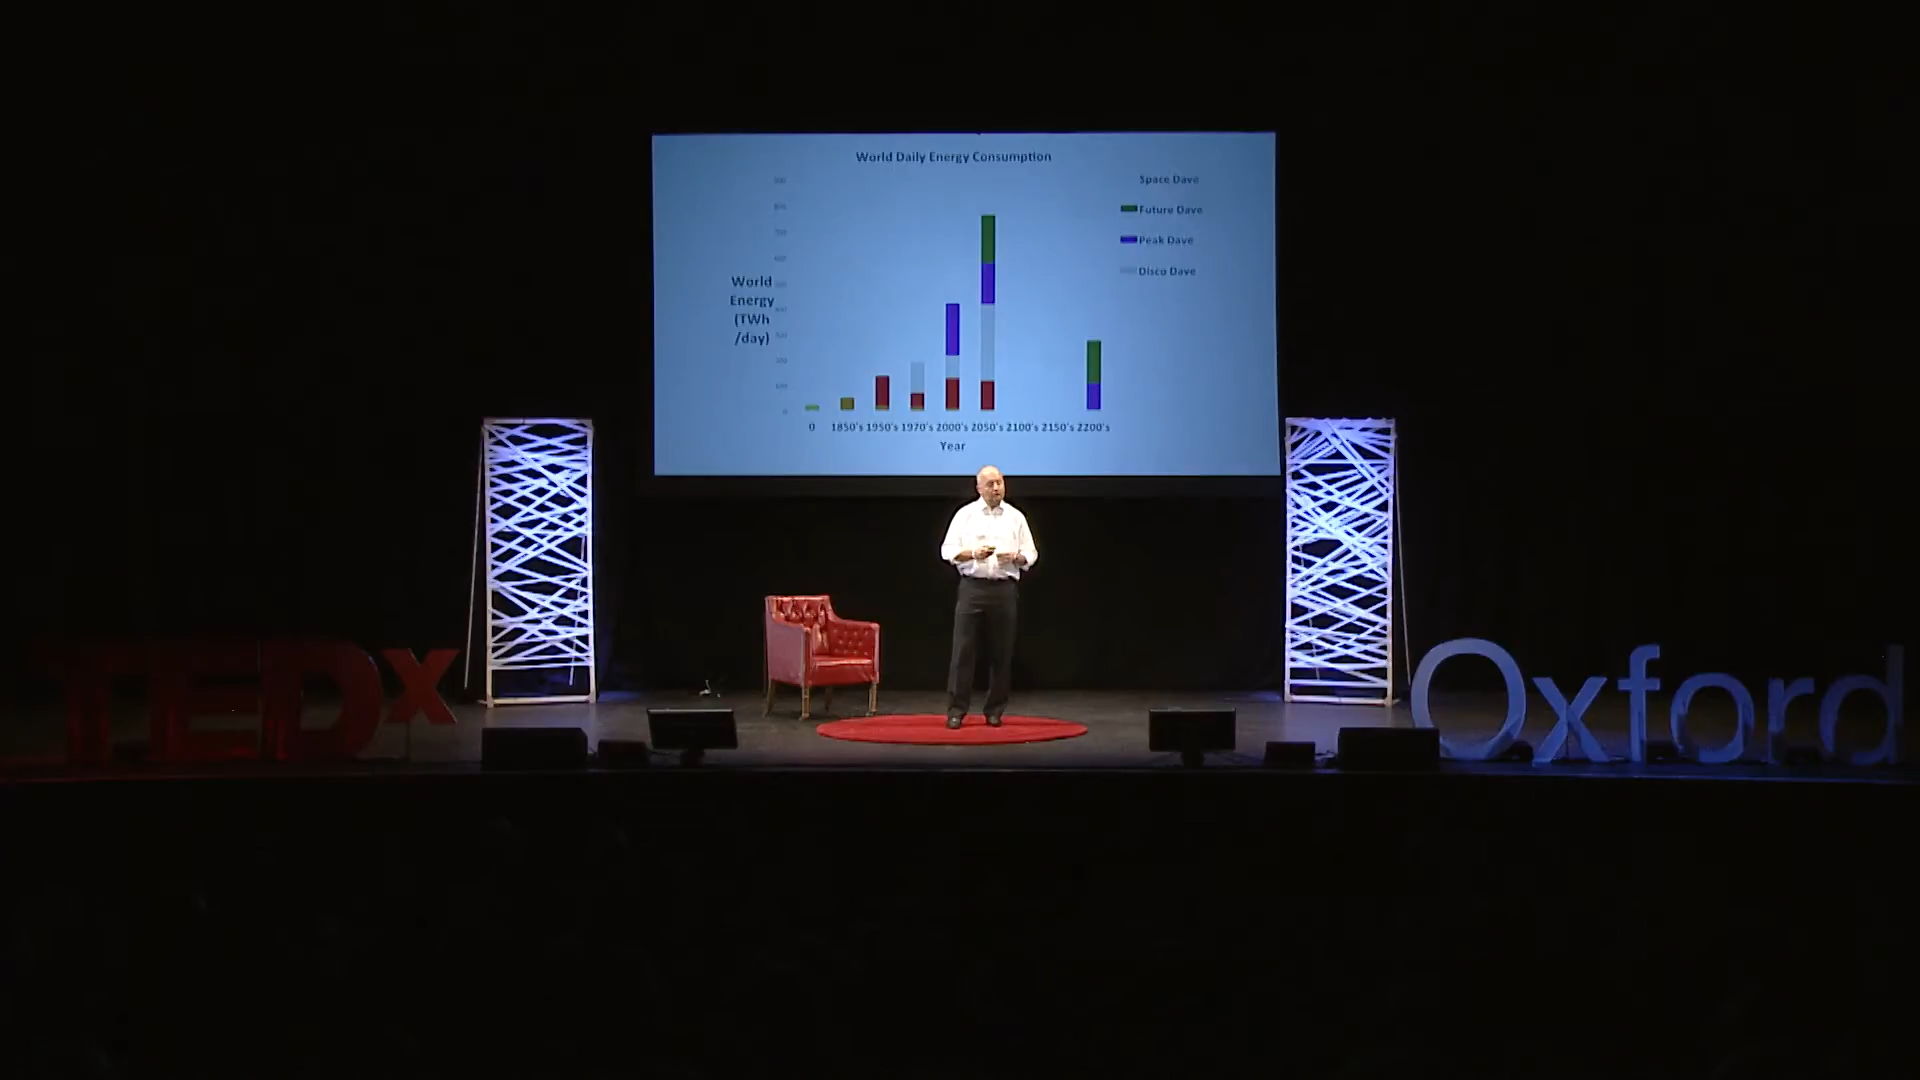 World Daily Energy Consumption
Space Dave
Future Dave
Peak Dave
Disco Dave
World
Energy
(TWh
/day)
0 1850's 1950's 1970's 2000's 2050's 2100's 2150's 2200's
Year
TEDx
Oxford